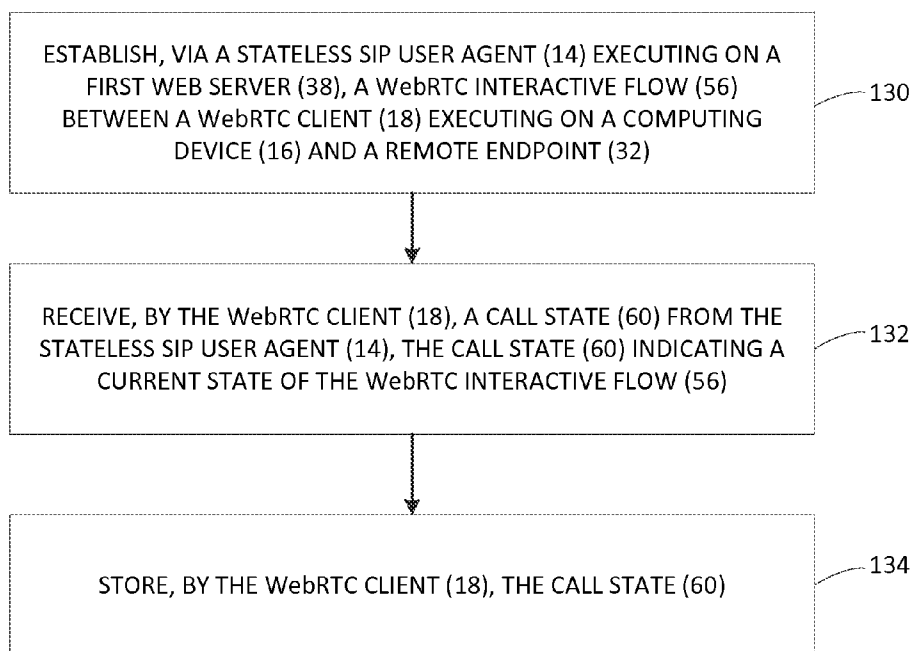 ESTABLISH, VIA A STATELESS SIP USER AGENT (14) EXECUTING ON A
FIRST WEB SERVER (38), A WebRTC INTERACTIVE FLOW (56)
BETWEEN A WebRTC CLIENT (18) EXECUTING ON A COMPUTING
DEVICE (16) AND A REMOTE ENDPOINT (32)
130
RECEIVE, BY THE WebRTC CLIENT (18), A CALL STATE (60) FROM THE
STATELESS SIP USER AGENT (14), THE CALL STATE (60) INDICATING A
CURRENT STATE OF THE WebRTC INTERACTIVE FLOW (56)
132
STORE, BY THE WebRTC CLIENT (18), THE CALL STATE (60)
134